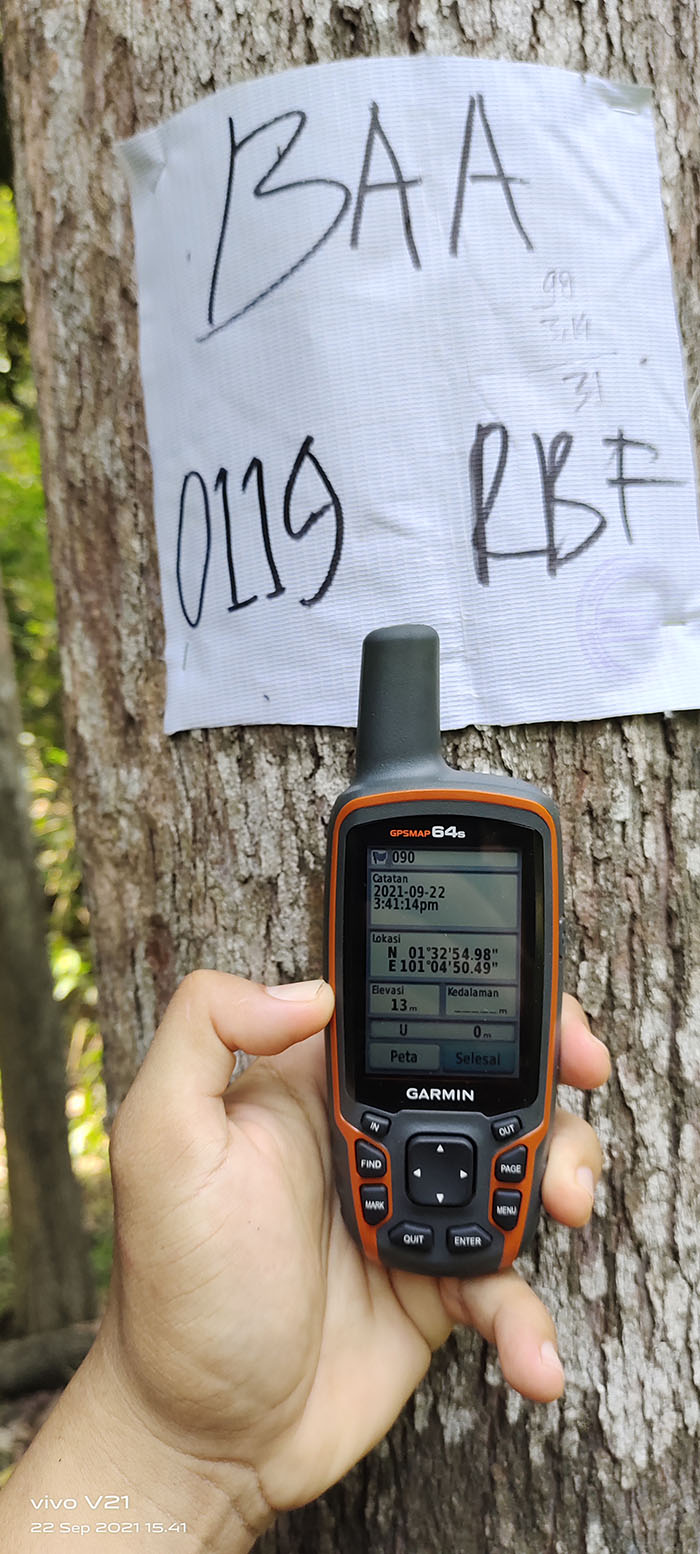 BAA
98
3,14
31
0119 RBF
GPSMAP 64s
090
Catatan
2021-09-22
3:41:14pm
Lokasi
N 01°32'54.98"
E 101°04'50.49"
Elevasi Kedalaman
13 m _____ m
U 0 m
Peta Selesai
GARMIN
IN OUT
FIND PAGE
MARK MENU
QUIT ENTER
vivo V21
22 Sep 2021 15.41